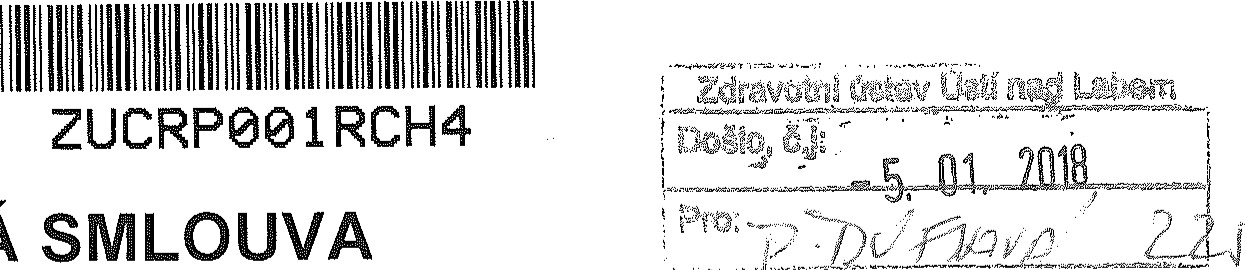 ZUCRP001RCH4
Á SMLOUVA
Zdravotní ústav Ústí nad Labem
Došlo, č.j:
- 5. 01. 2018
Pro: